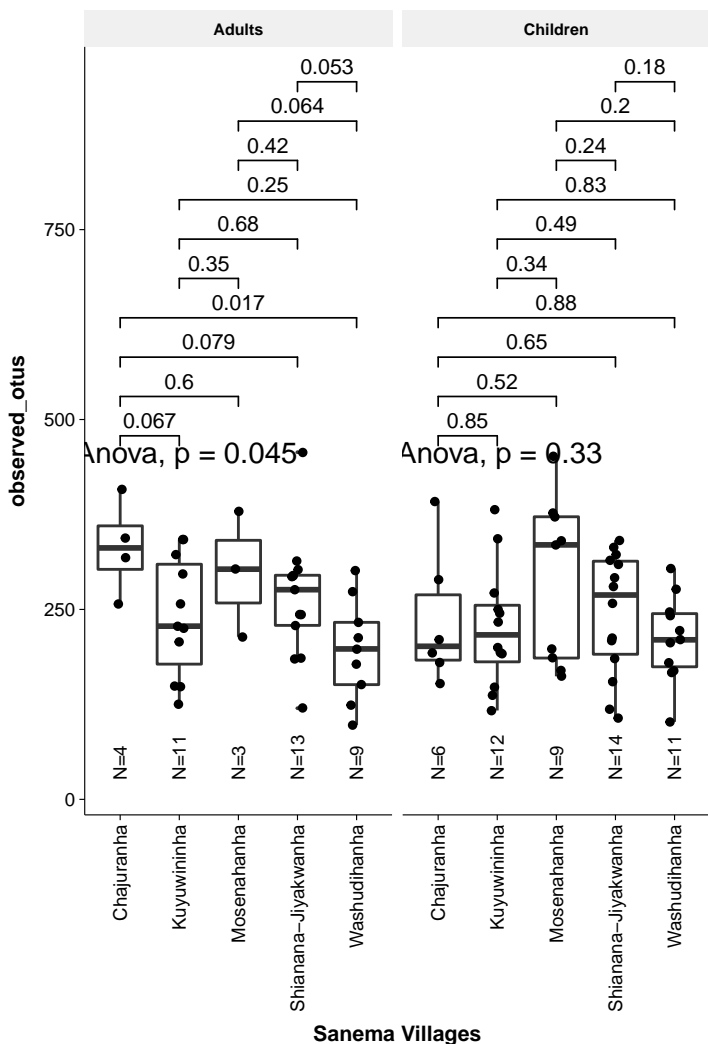 Adults Children
0.053 0.18
0.064 0.2
0.42 0.24
0.25 0.83
0.68 0.49
0.35 0.34
0.017 0.88
0.079 0.65
0.6 0.52
0.067 0.85
Anova, p = 0.045 Anova, p = 0.33
observed_otus
750
500
250
0
N=4 N=11 N=3 N=13 N=9 N=6 N=12 N=9 N=14 N=11
Chajuranha Kuyuwininha Mosenahanha Shianana−Jiyakwanha Washudihanha Chajuranha Kuyuwininha Mosenahanha Shianana−Jiyakwanha Washudihanha
Sanema Villages